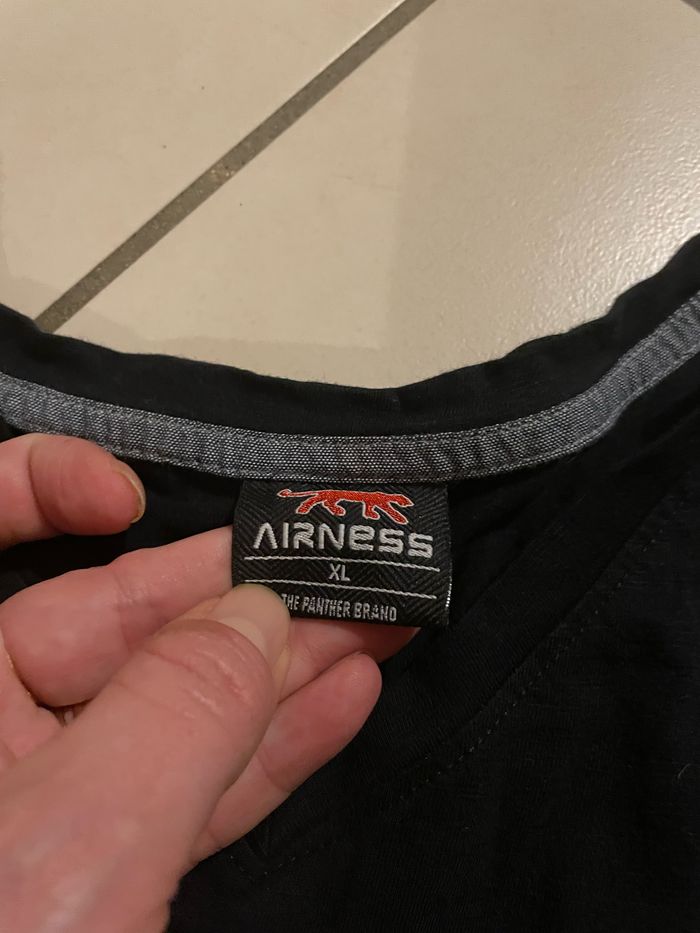 AIRNESS
XL
THE PANTHER BRAND